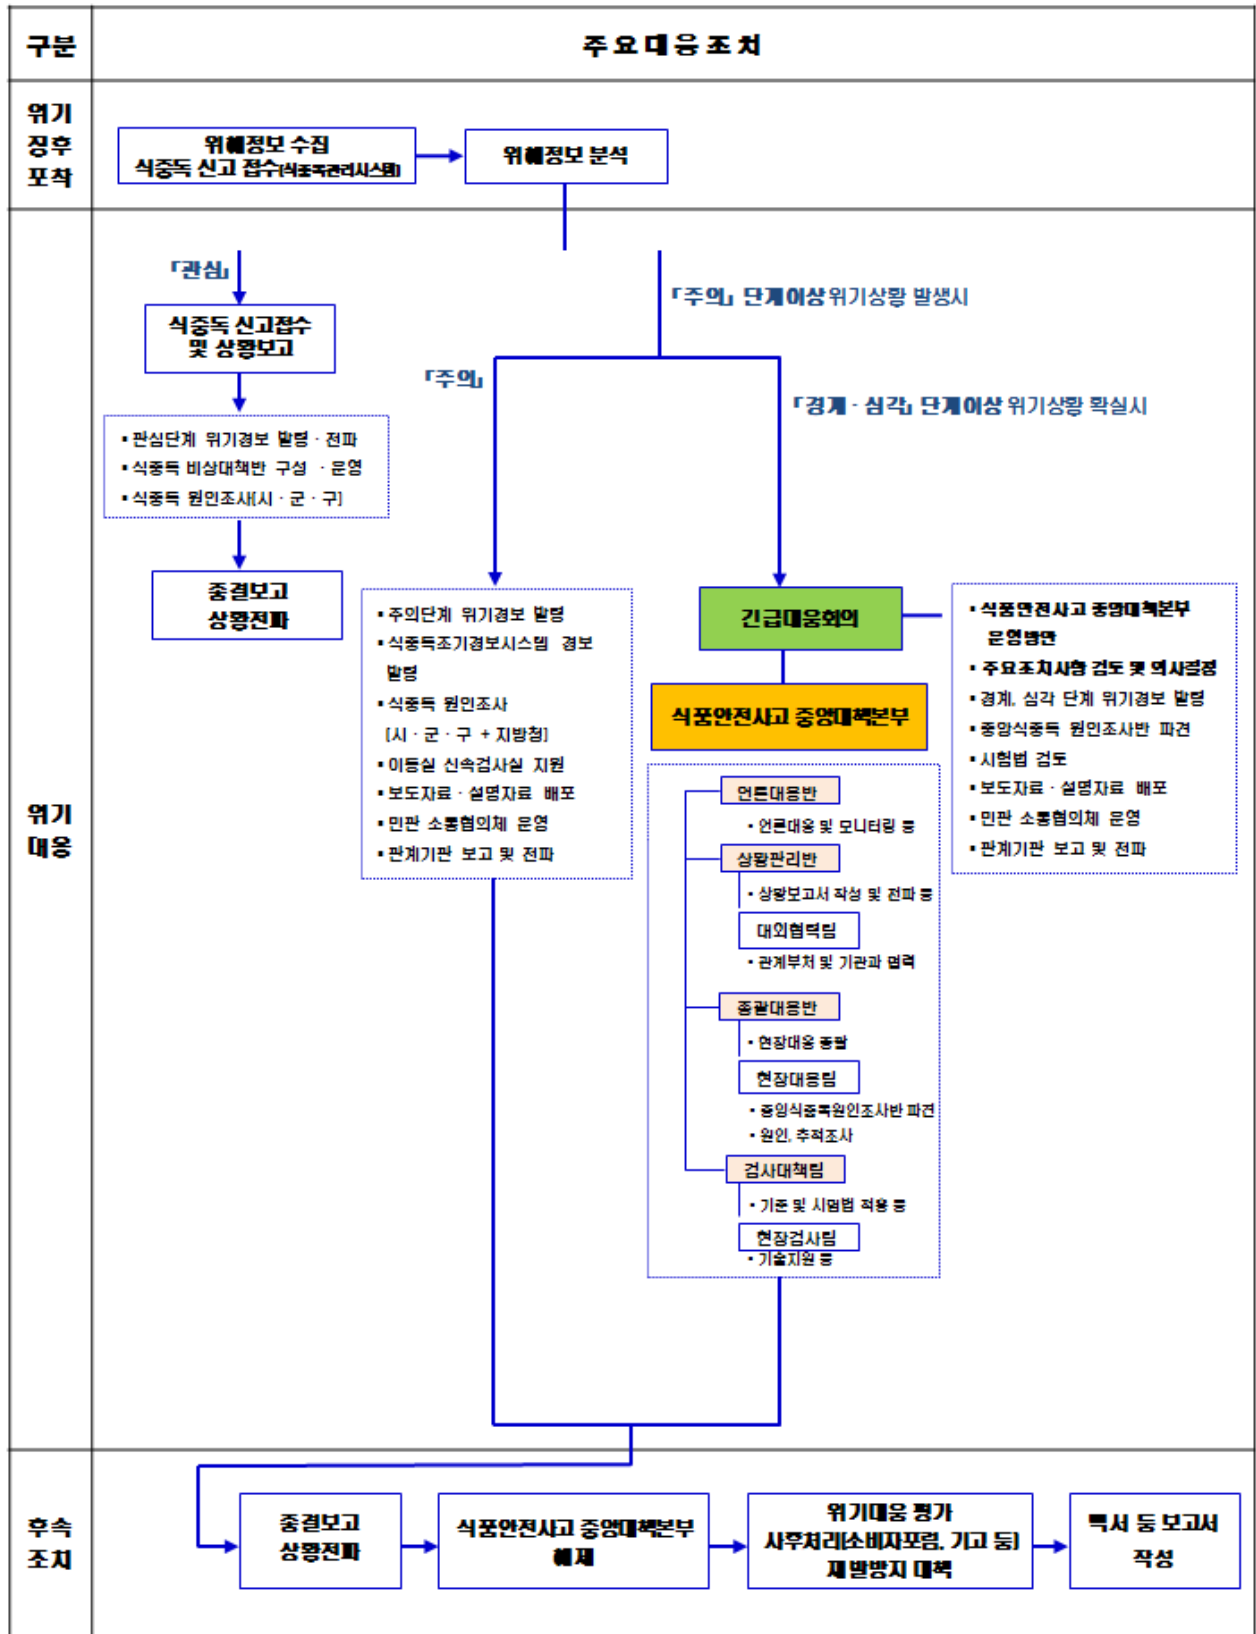 구분
주요대응조치
위기
징후
포착
위해정보 수집
식중독 신고 접수(식중독관리시스템)
위해정보 분석
위기
대응
「관심」
식중독 신고접수
및 상황보고
▪ 관심단계 위기경보 발령 · 전파
▪ 식중독 비상대책반 구성 · 운영
▪ 식중독 원인조사[시 · 군 · 구]
종결보고
상황전파
「주의」 단계이상 위기상황 발생시
「주의」
「경계 · 심각」 단계이상 위기상황 확실시
▪ 주의단계 위기경보 발령
▪ 식중독조기경보시스템 경보
발령
▪ 식중독 원인조사
[시 · 군 · 구 + 지방청]
▪ 이동실 신속검사실 지원
▪ 보도자료 · 설명자료 배포
▪ 민관 소통협의체 운영
▪ 관계기관 보고 및 전파
긴급대응회의
▪ 식품안전사고 중앙대책본부
운영방안
▪ 주요조치사항 검토 및 의사결정
▪ 경계, 심각 단계 위기경보 발령
▪ 중앙식중독 원인조사반 파견
▪ 시험법 검토
▪ 보도자료 · 설명자료 배포
▪ 민관 소통협의체 운영
▪ 관계기관 보고 및 전파
식품안전사고 중앙대책본부
언론대응반
▪ 언론대응 및 모니터링 등
상황관리반
▪ 상황보고서 작성 및 전파 등
대외협력팀
▪ 관계부처 및 기관과 협력
총괄대응반
▪ 현장대응 총괄
현장대응팀
▪ 중앙식중독원인조사반 파견
▪ 원인, 추적조사
검사대책팀
▪ 기준 및 시험법 적용 등
현장검사팀
▪ 기술지원 등
후속
조치
종결보고
상황전파
식품안전사고 중앙대책본부
해제
위기대응 평가
사후처리(소비자포럼, 기고 등)
재발방지 대책
백서 등 보고서
작성